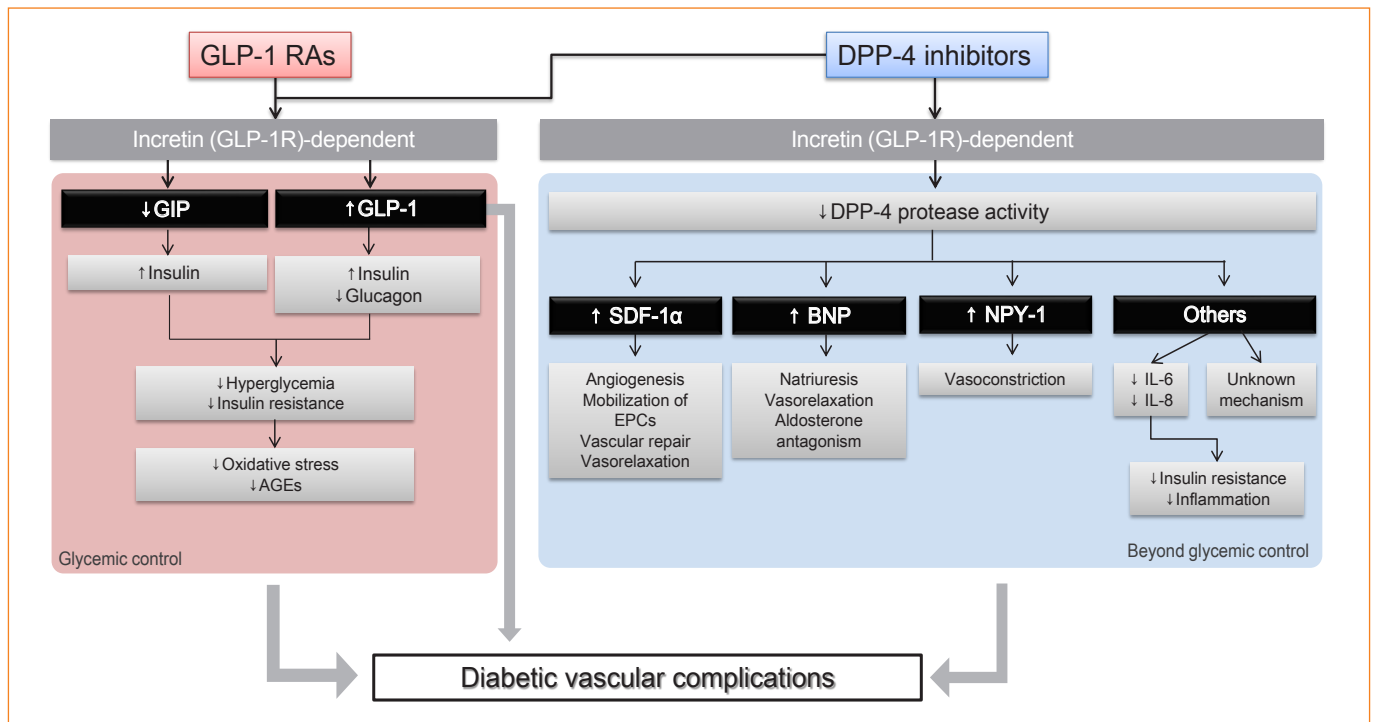 GLP-1 RAs
DPP-4 inhibitors
Incretin (GLP-1R)-dependent
Incretin (GLP-1R)-dependent
↓GIP
↑GLP-1
↓DPP-4 protease activity
↑Insulin
↑Insulin
↓Glucagon
↑ SDF-1α
↑ BNP
↑ NPY-1
Others
↓Hyperglycemia
↓Insulin resistance
Angiogenesis
Mobilization of
EPCs
Vascular repair
Vasorelaxation
Natriuresis
Vasorelaxation
Aldosterone
antagonism
Vasoconstriction
↓ IL-6
↓ IL-8
Unknown
mechanism
↓Oxidative stress
↓AGEs
↓Insulin resistance
↓Inflammation
Glycemic control
Beyond glycemic control
Diabetic vascular complications